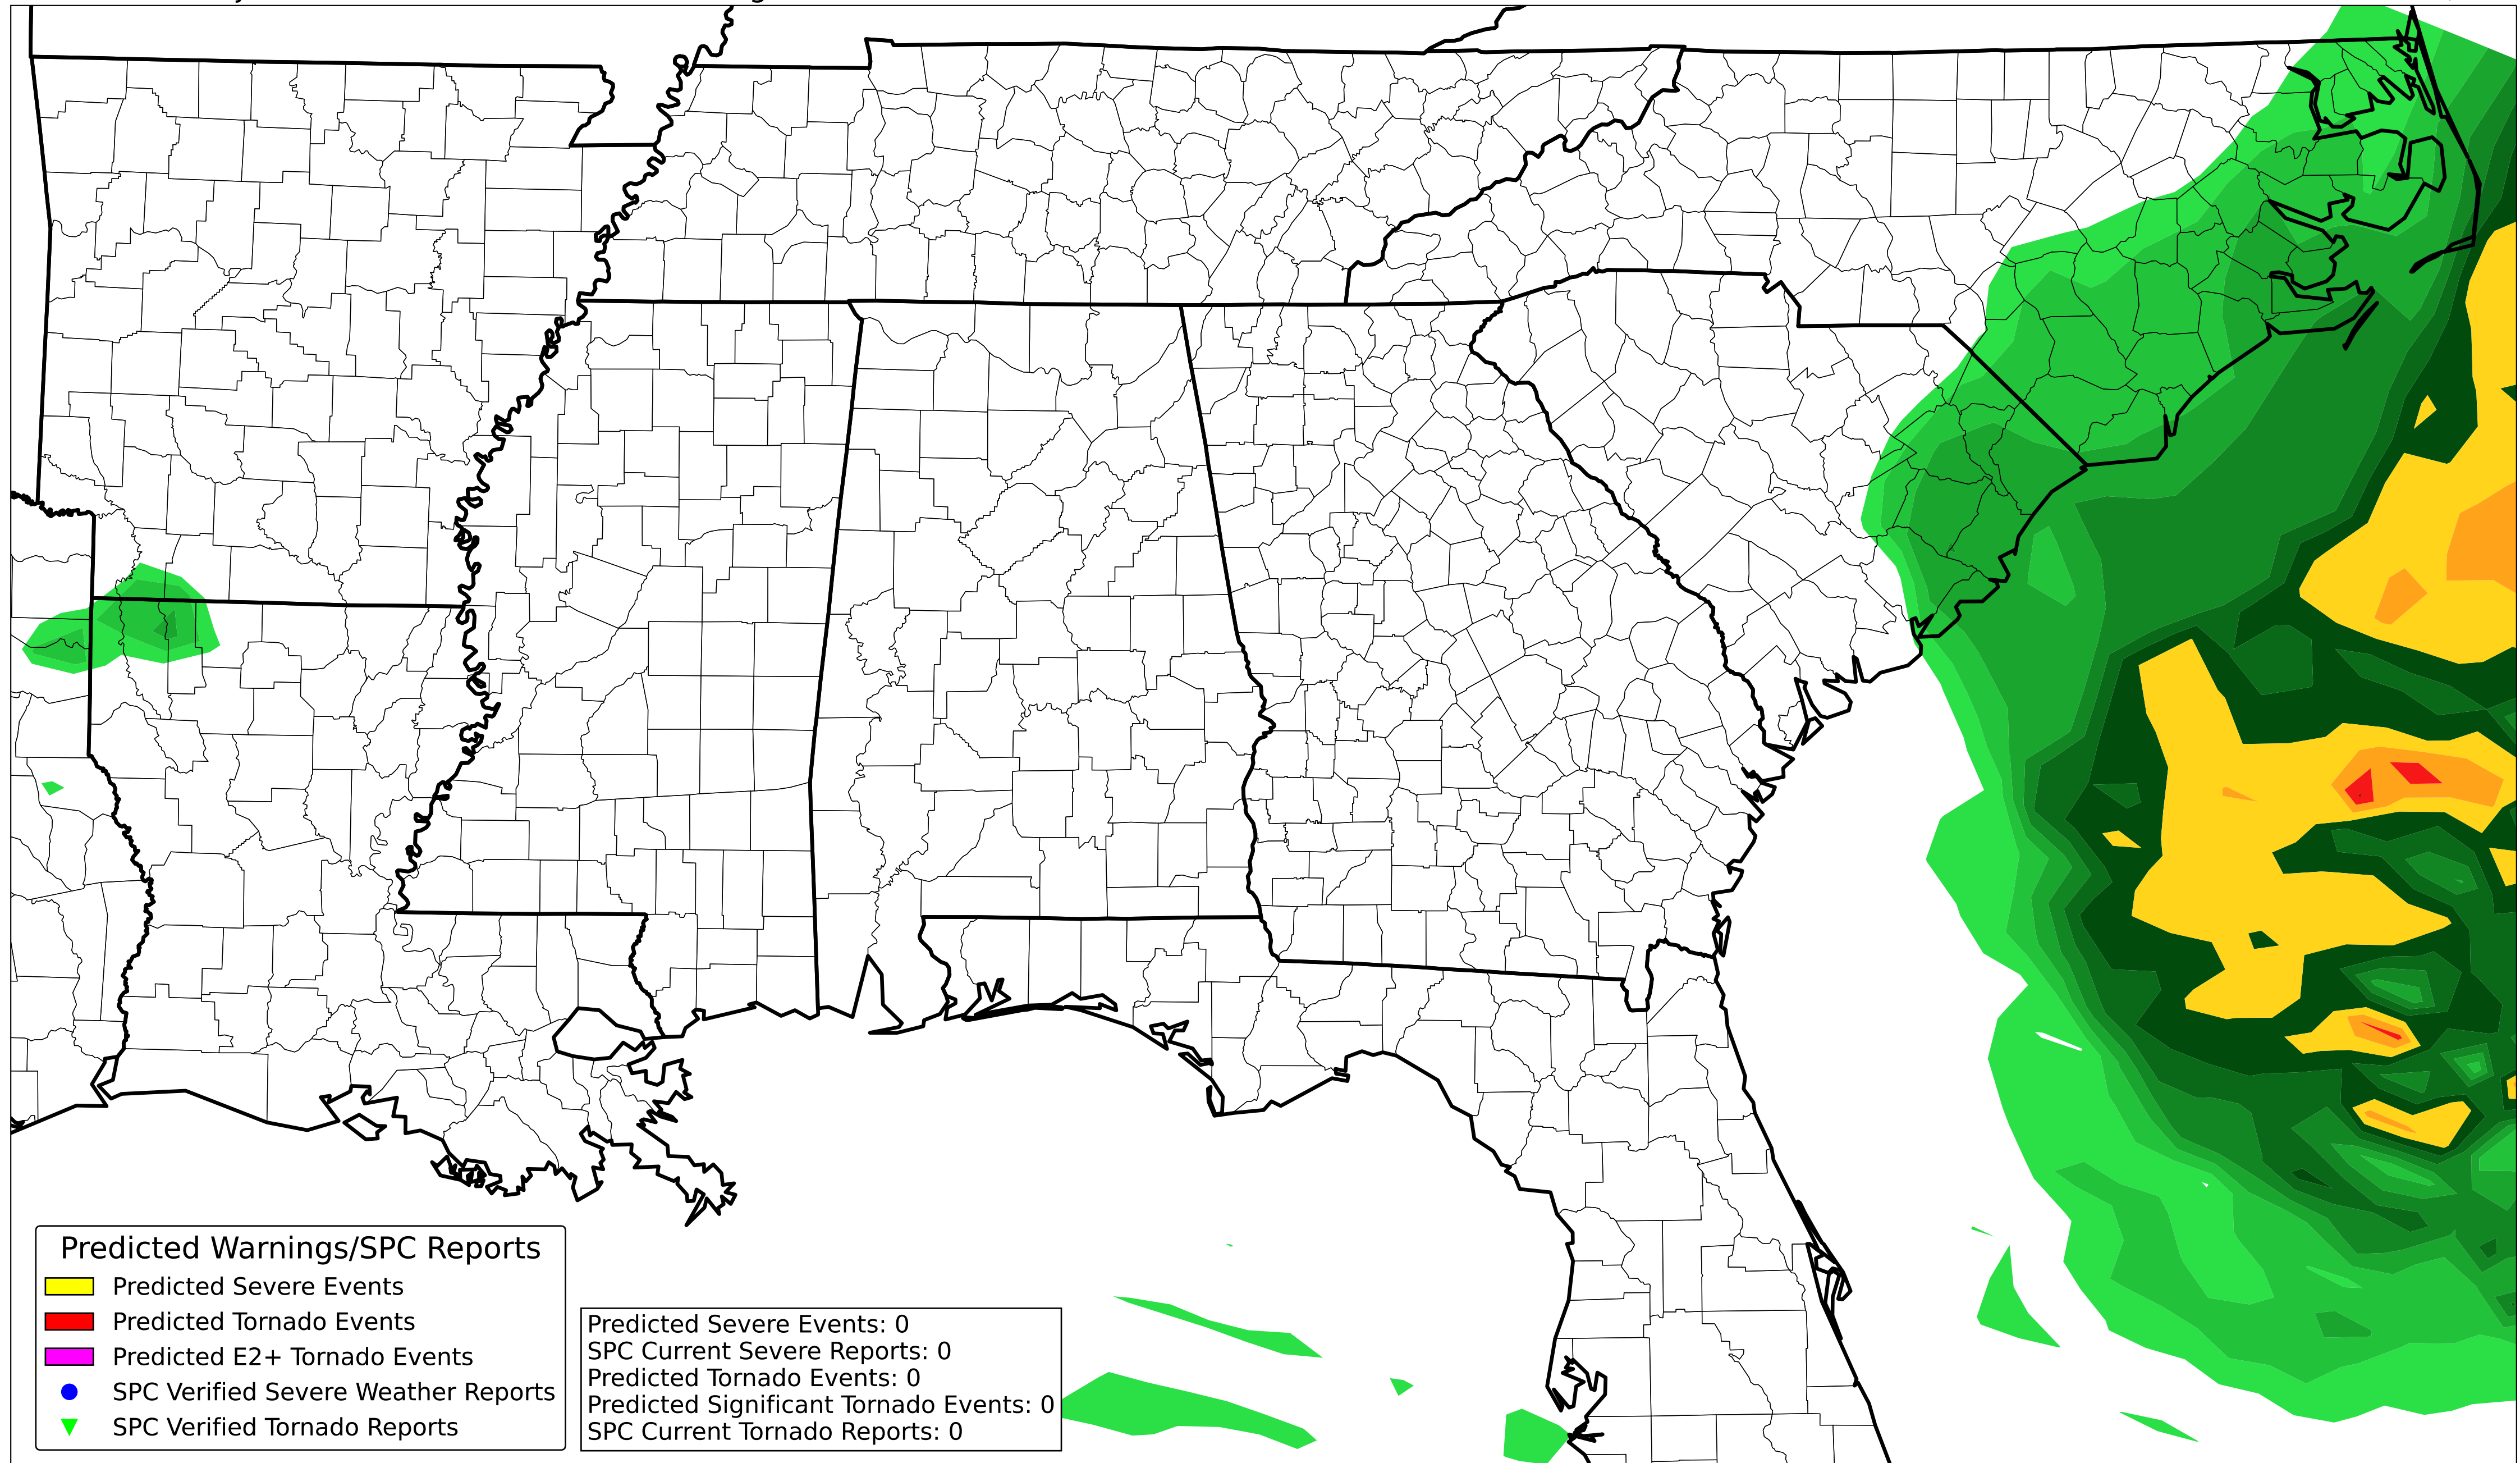 Predicted Warnings/SPC Reports
Predicted Severe Events
Predicted Tornado Events
Predicted E2+ Tornado Events
SPC Verified Severe Weather Reports
SPC Verified Tornado Reports
Predicted Severe Events: 0
SPC Current Severe Reports: 0
Predicted Tornado Events: 0
Predicted Significant Tornado Events: 0
SPC Current Tornado Reports: 0